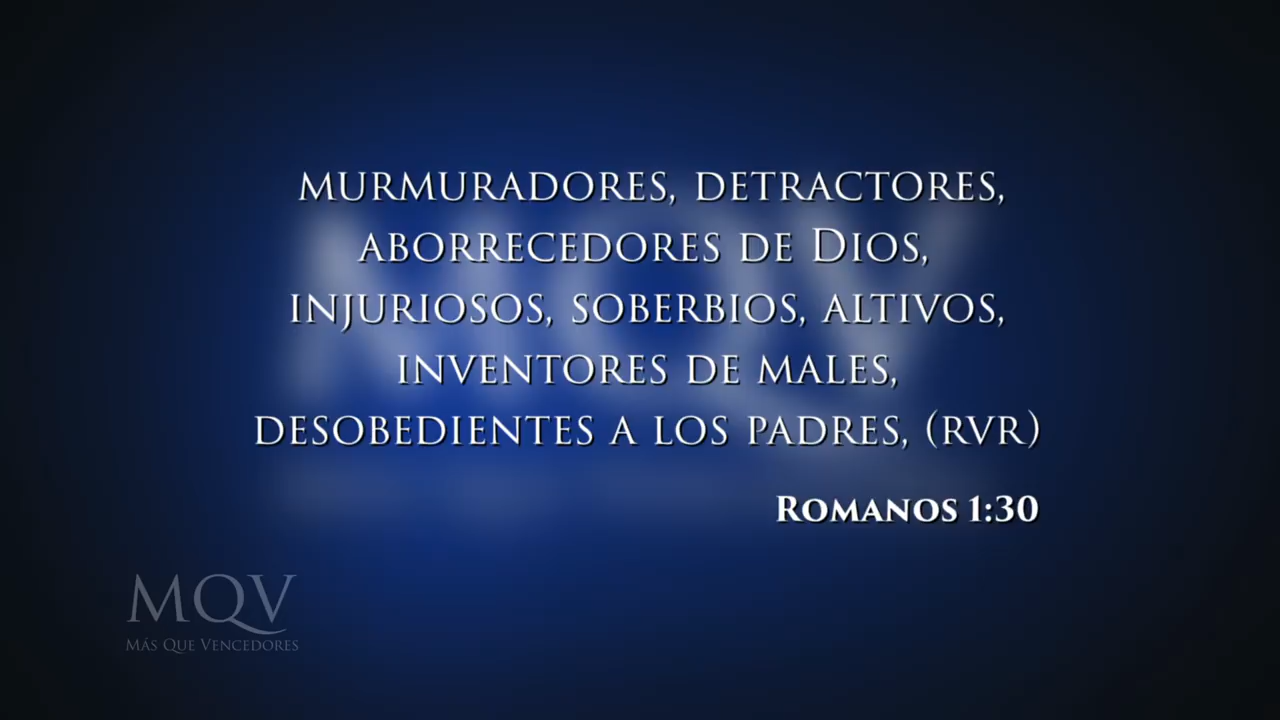 murmuradores, detractores,
aborrecedores de Dios,
injuriosos, soberbios, altivos,
inventores de males,
desobedientes a los padres, (rvr)
Romanos 1:30
MQV
Más Que Vencedores